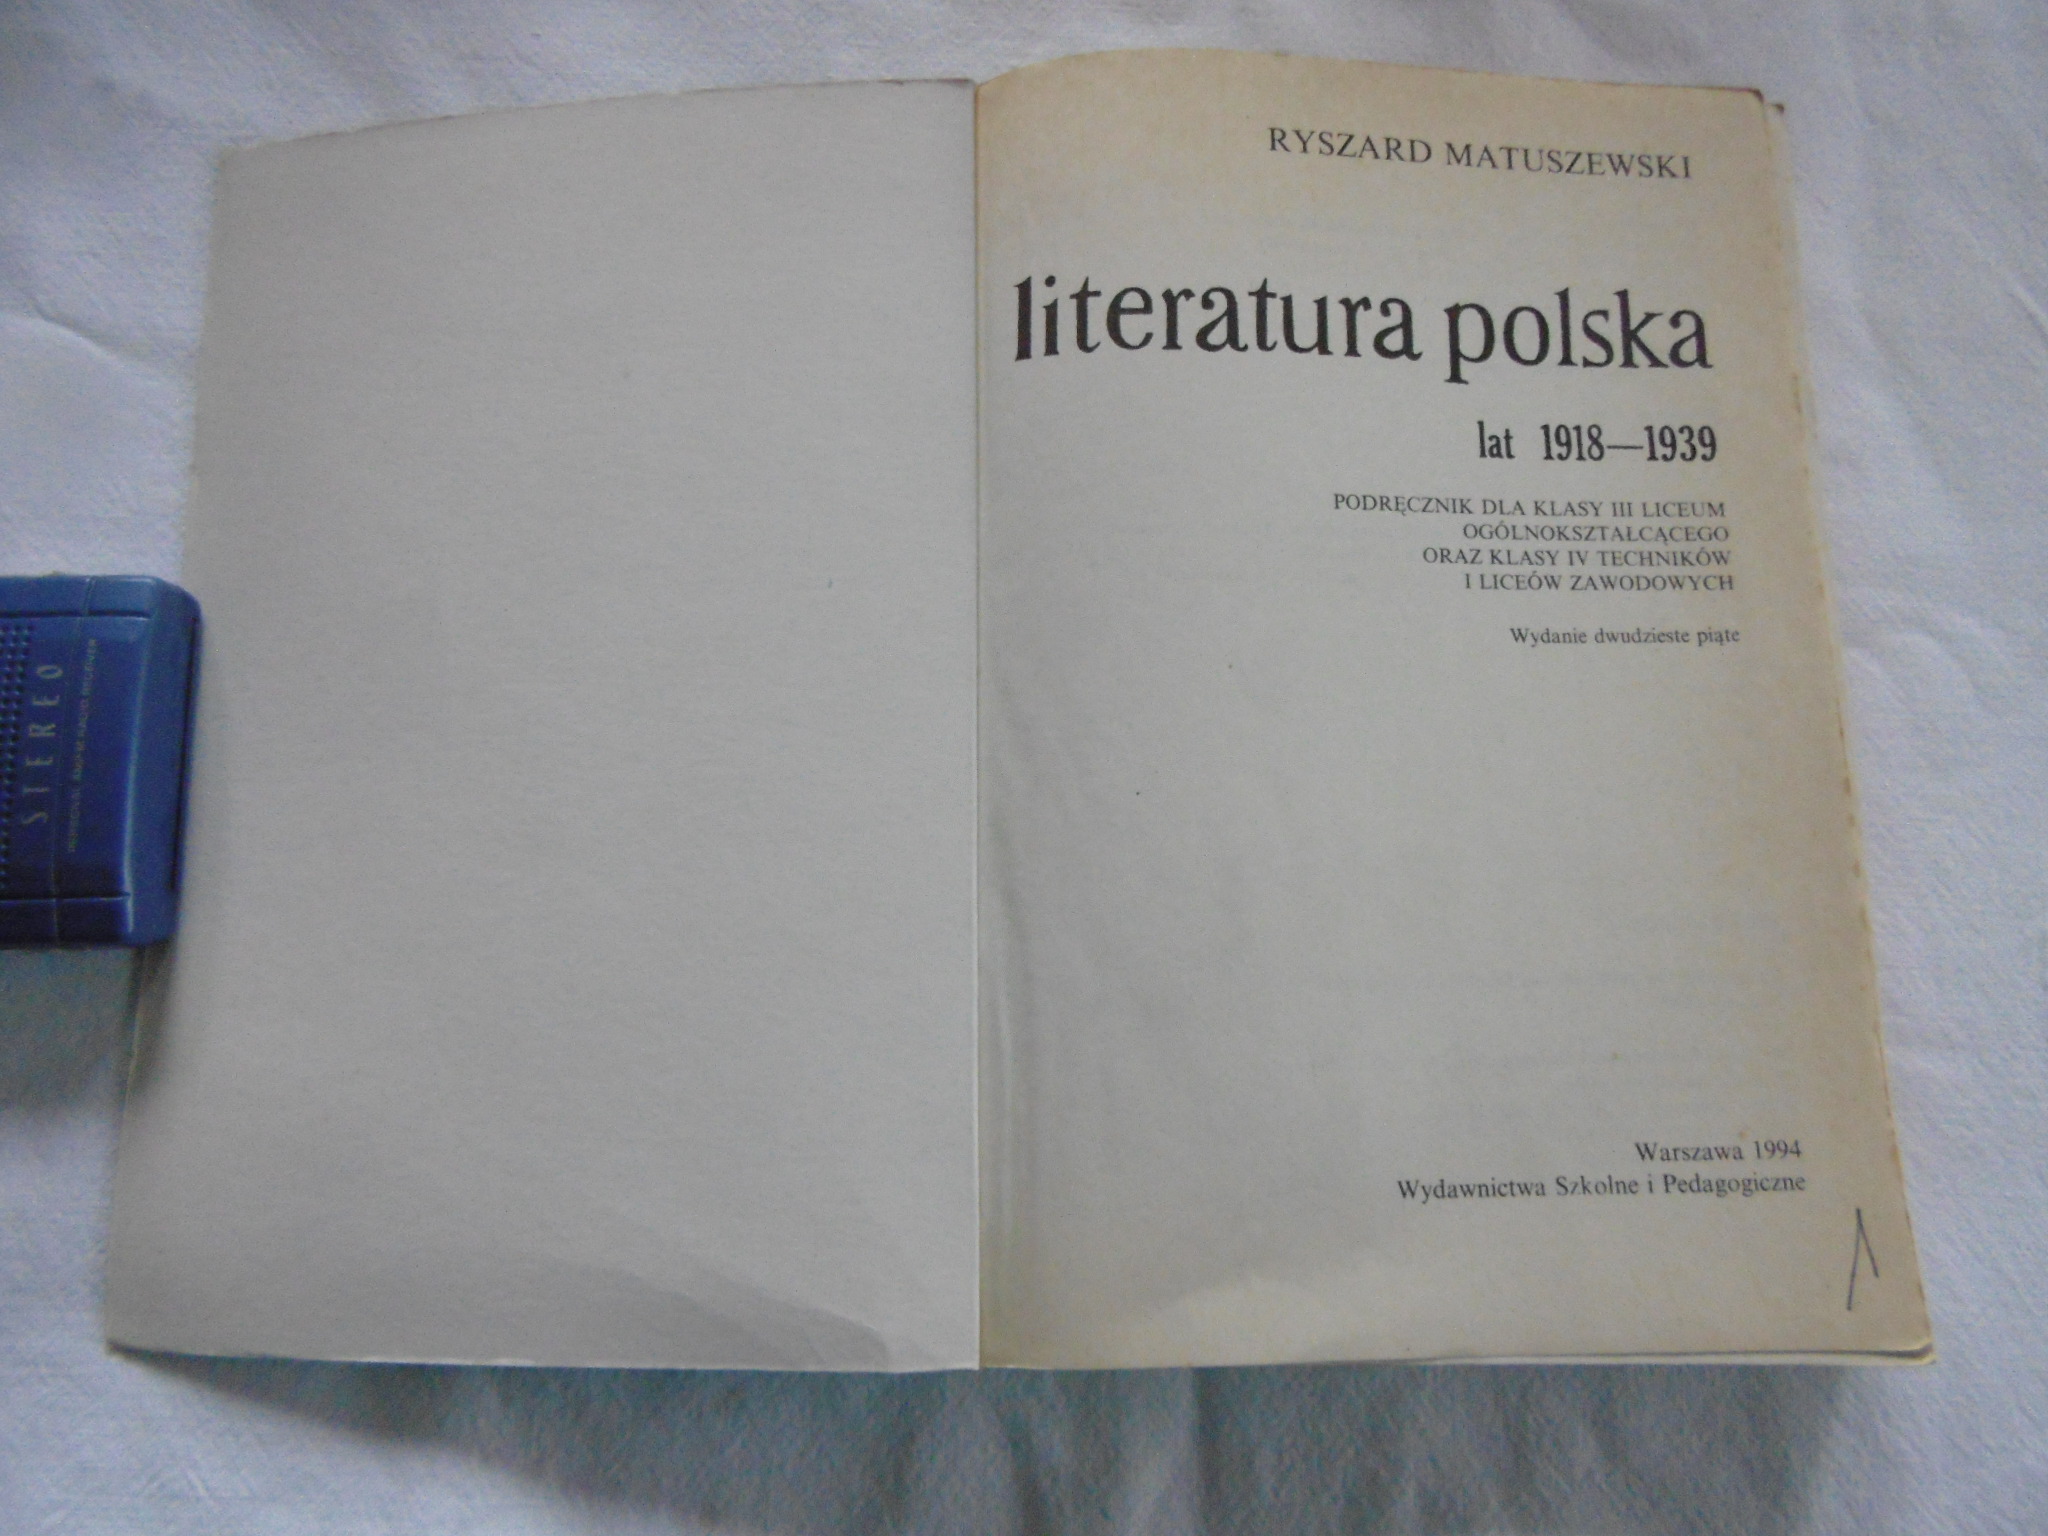 STEREO
RYSZARD MATUSZEWSKI
literatura polska
lat 1918—1939
PODRĘCZNIK DLA KLASY III LICEUM
OGÓLNOKSZTAŁCĄCEGO
ORAZ KLASY IV TECHNIKÓW
I LICEÓW ZAWODOWYCH
Wydanie dwudzieste piąte
Warszawa 1994
Wydawnictwa Szkolne i Pedagogiczne